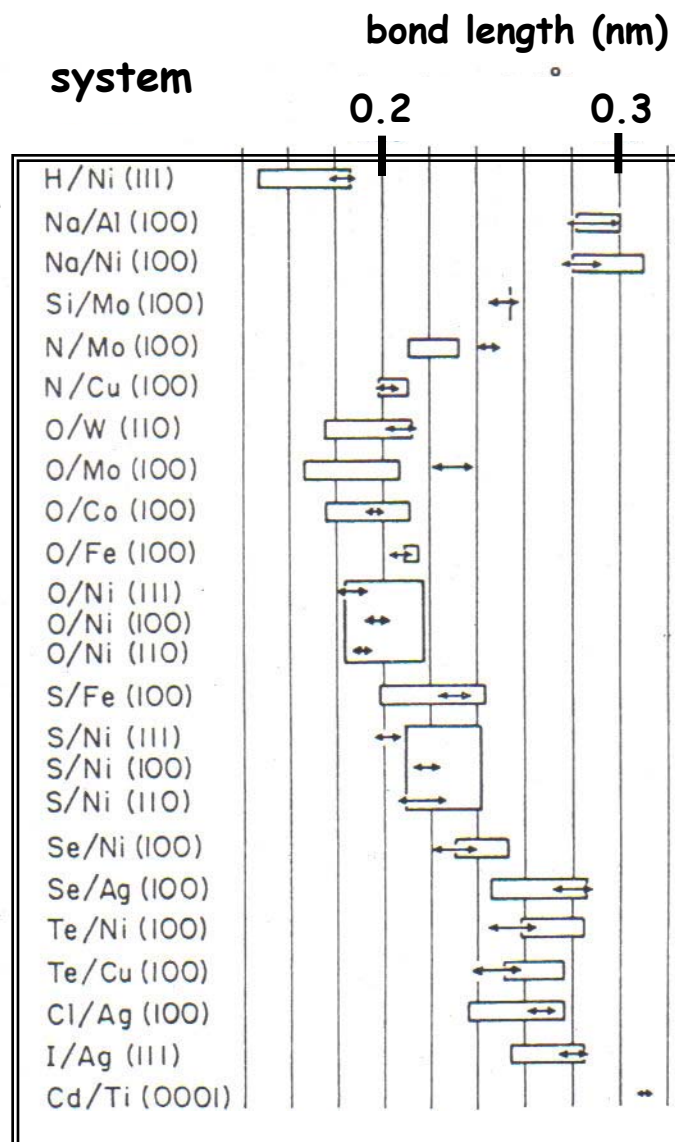 bond length (nm)
system
0.2 0.3
H/Ni (111)
Na/Al (100)
Na/Ni (100)
Si/Mo (100)
N/Mo (100)
N/Cu (100)
O/W (110)
O/Mo (100)
O/Co (100)
O/Fe (100)
O/Ni (111)
O/Ni (100)
O/Ni (110)
S/Fe (100)
S/Ni (111)
S/Ni (100)
S/Ni (110)
Se/Ni (100)
Se/Ag (100)
Te/Ni (100)
Te/Cu (100)
Cl/Ag (100)
I/Ag (111)
Cd/Ti (0001)